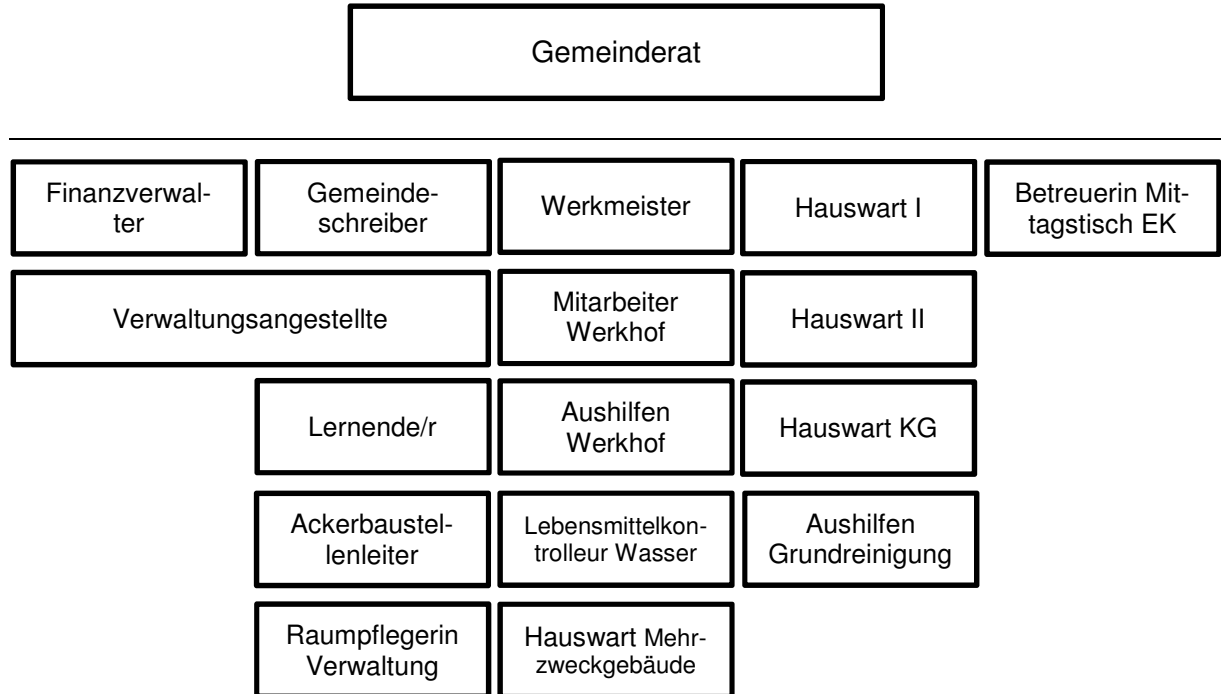 Gemeinderat
Finanzverwal-
ter
Gemeinde-
schreiber
Werkmeister
Hauswart I
Betreuerin Mit-
tagstisch EK
Verwaltungsangestellte
Mitarbeiter
Werkhof
Hauswart II
Lernende/r
Aushilfen
Werkhof
Hauswart KG
Ackerbaustel-
lenleiter
Lebensmittelkon-
trolleur Wasser
Aushilfen
Grundreinigung
Raumpflegerin
Verwaltung
Hauswart Mehr-
zweckgebäude